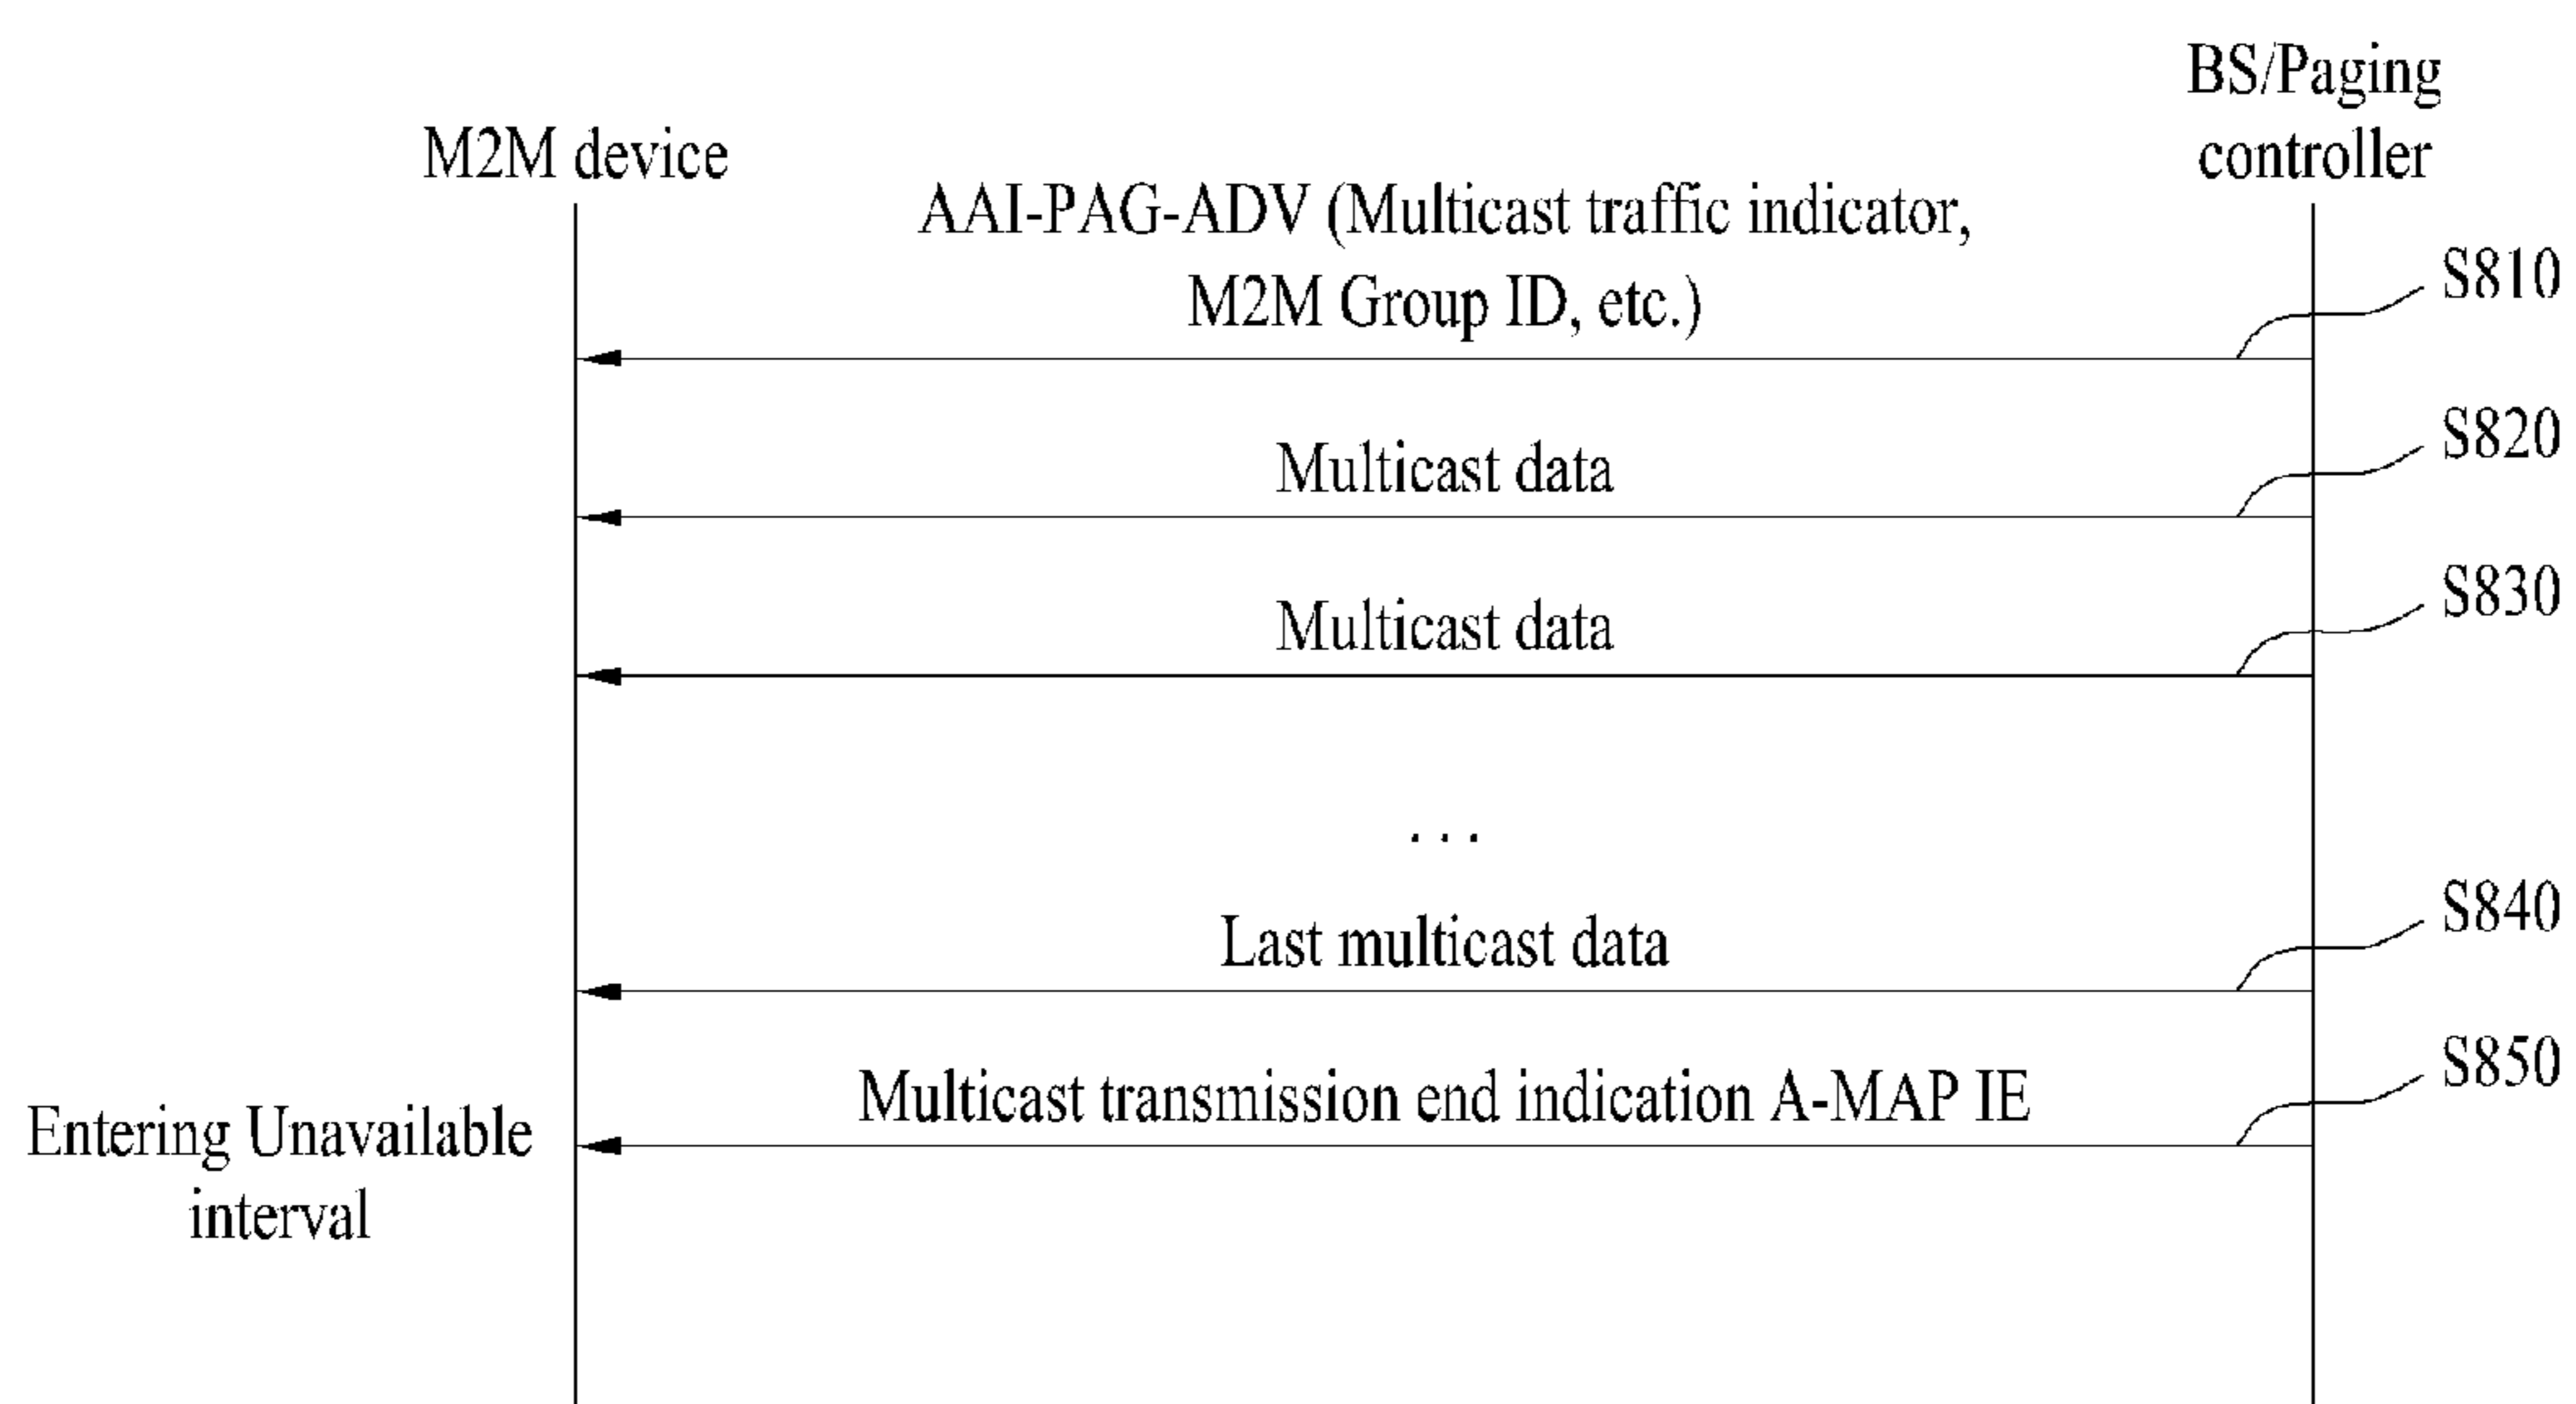 BS/Paging
controller
M2M device
AAI-PAG-ADV (Multicast traffic indicator,
M2M Group ID, etc.)
S810
Multicast data
S820
Multicast data
S830
...
Last multicast data
S840
Multicast transmission end indication A-MAP IE
S850
Entering Unavailable
interval